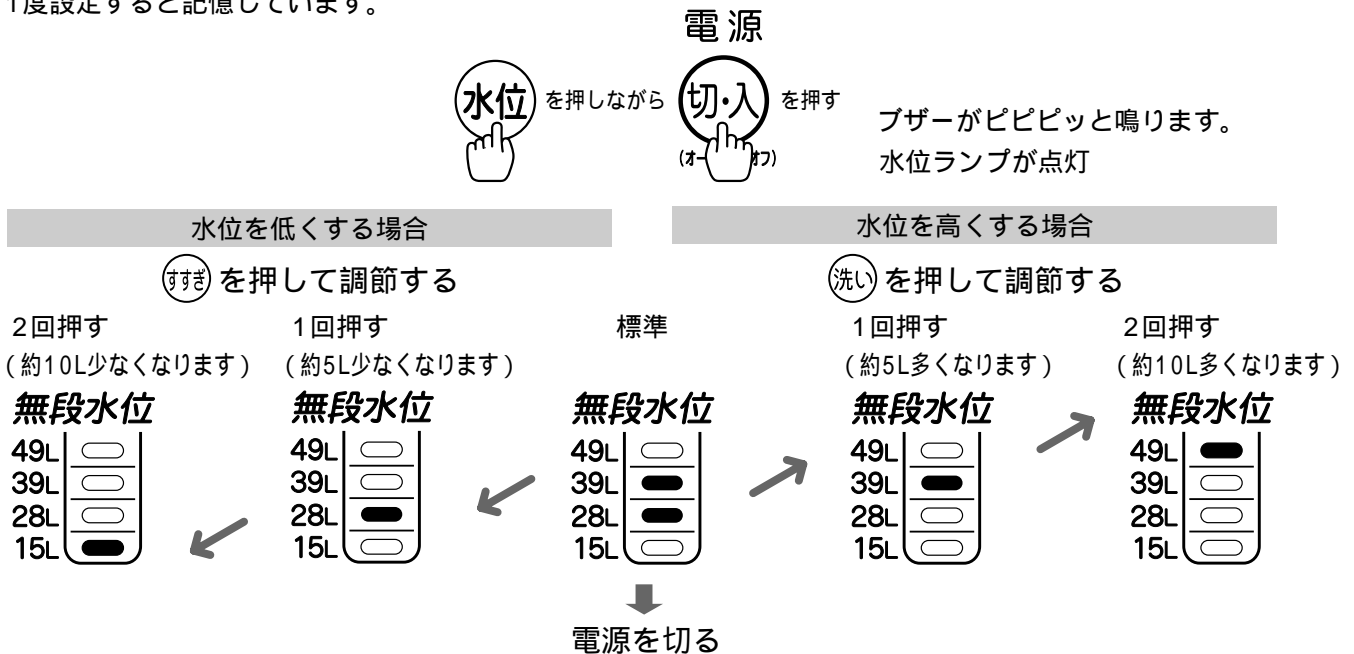 1度設定すると記憶しています。
電源
水位 を押しながら 切・入 を押す
(オー オフ)
ブザーがピピピッと鳴ります。
水位ランプが点灯
水位を低くする場合
水位を高くする場合
すすぎ を押して調節する
洗い を押して調節する
2回押す
(約10L少なくなります)
無段水位
49L
39L
28L
15L
1回押す
(約5L少なくなります)
無段水位
49L
39L
28L
15L
標準
無段水位
49L
39L
28L
15L
1回押す
(約5L多くなります)
無段水位
49L
39L
28L
15L
2回押す
(約10L多くなります)
無段水位
49L
39L
28L
15L
電源を切る